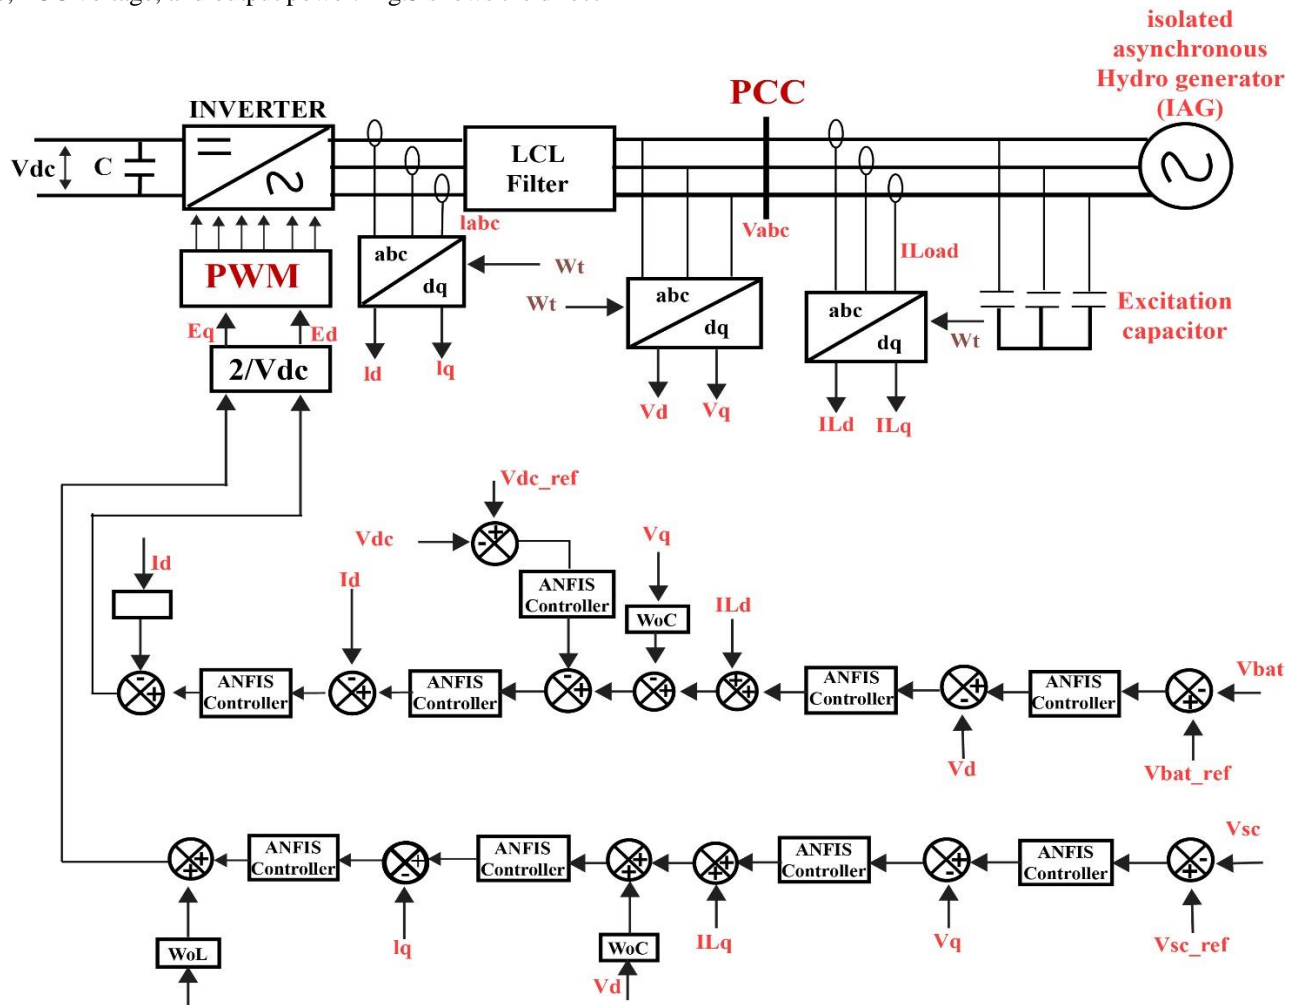 isolated
asynchronous
Hydro generator
(IAG)
PCC
INVERTER
Vdc
C
LCL
Filter
Iabc
Vabc
ILoad
abc
dq
Wt
abc
dq
Wt
abc
dq
Wt
Excitation
capacitor
PWM
Eq
Ed
2/Vdc
Id
Iq
Vd
Vq
ILd
ILq
Vdc_ref
Vdc
Vq
Id
Id
ANFIS
Controller
WoC
ILd
ANFIS
Controller
ANFIS
Controller
ANFIS
Controller
ANFIS
Controller
Vbat
Vd
Vbat_ref
Vsc
ANFIS
Controller
ANFIS
Controller
ANFIS
Controller
ANFIS
Controller
WoL
Iq
WoC
Vd
ILq
Vq
Vsc_ref